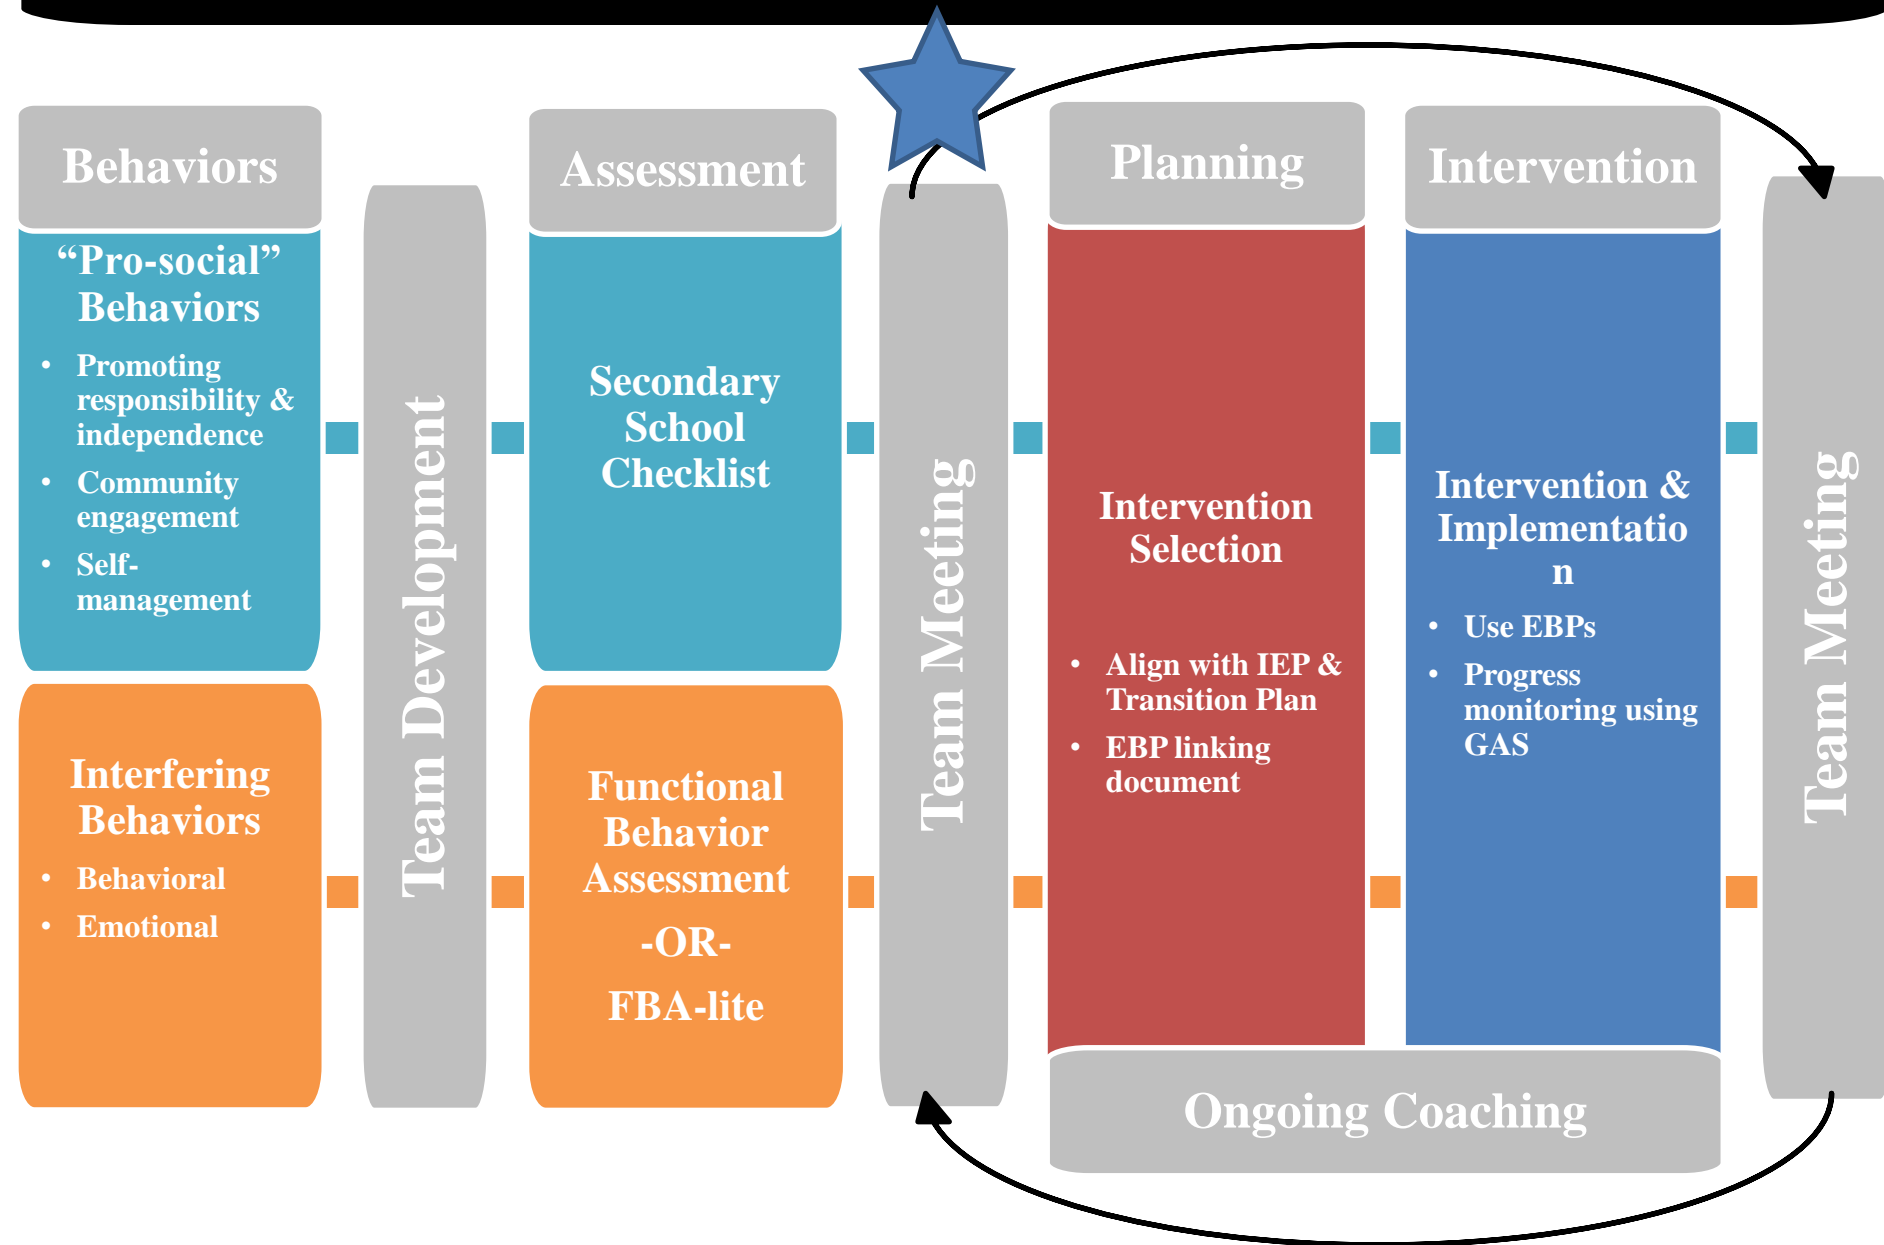 Behaviors
“Pro-social”
Behaviors
• Promoting
responsibility &
independence
• Community
engagement
• Self-
management
Interfering
Behaviors
• Behavioral
• Emotional
Team Development
Assessment
Secondary
School
Checklist
Functional
Behavior
Assessment
-OR-
FBA-lite
Team Meeting
Planning
Intervention
Selection
• Align with IEP &
Transition Plan
• EBP linking
document
Intervention
Intervention &
Implementatio
n
• Use EBPs
• Progress
monitoring using
GAS
Ongoing Coaching
Team Meeting